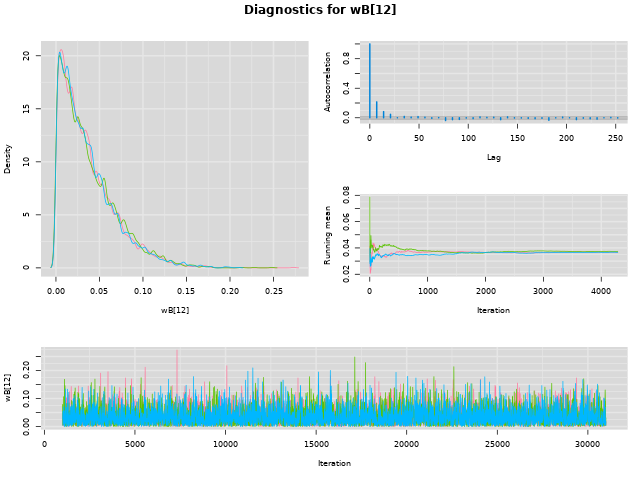 Diagnostics for wB[12]
Density
0 5 10 15 20
0.00 0.05 0.10 0.15 0.20 0.25
wB[12]
Autocorrelation
0.0 0.4 0.8
0 50 100 150 200 250
Lag
Running mean
0.02 0.04 0.06 0.08
0 1000 2000 3000 4000
Iteration
wB[12]
0.00 0.10 0.20
0 5000 10000 15000 20000 25000 30000
Iteration